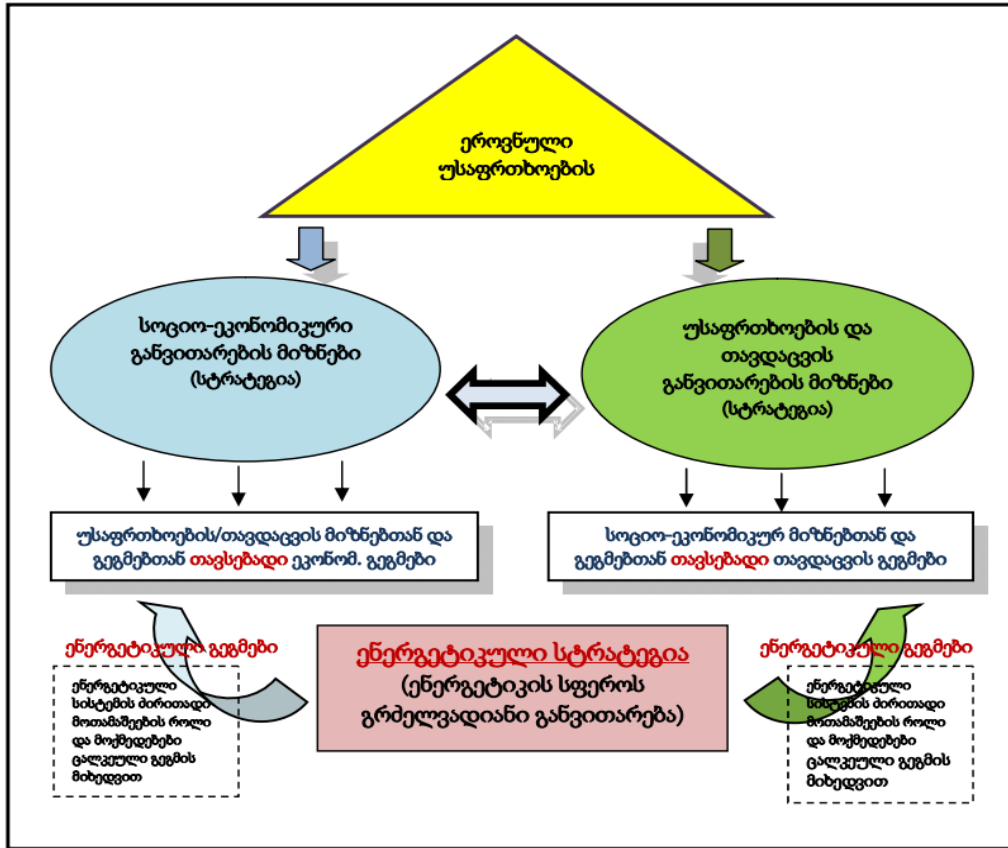 ეროვნული
უსაფრთხოების
სოციო-ეკონომიკური
განვითარების მიზნები
(სტრატეგია)
უსაფრთხოების და
თავდაცვის
განვითარების მიზნები
(სტრატეგია)
უსაფრთხოების/თავდაცვის მიზნებთან და
გეგმებთან თავსებადი ეკონომ. გეგმები
სოციო-ეკონომიკურ მიზნებთან და
გეგმებთან თავსებადი თავდაცვის გეგმები
ენერგეტიკული გეგმები
ენერგეტიკული
სისტემის ძირითადი
მოთამაშეების როლი
და მოქმედებები
ცალკეული გეგმის
მიხედვით
ენერგეტიკული სტრატეგია
(ენერგეტიკის სფეროს
გრძელვადიანი განვითარება)
ენერგეტიკული გეგმები
ენერგეტიკული
სისტემის ძირითადი
მოთამაშეების როლი
და მოქმედებები
ცალკეული გეგმის
მიხედვით